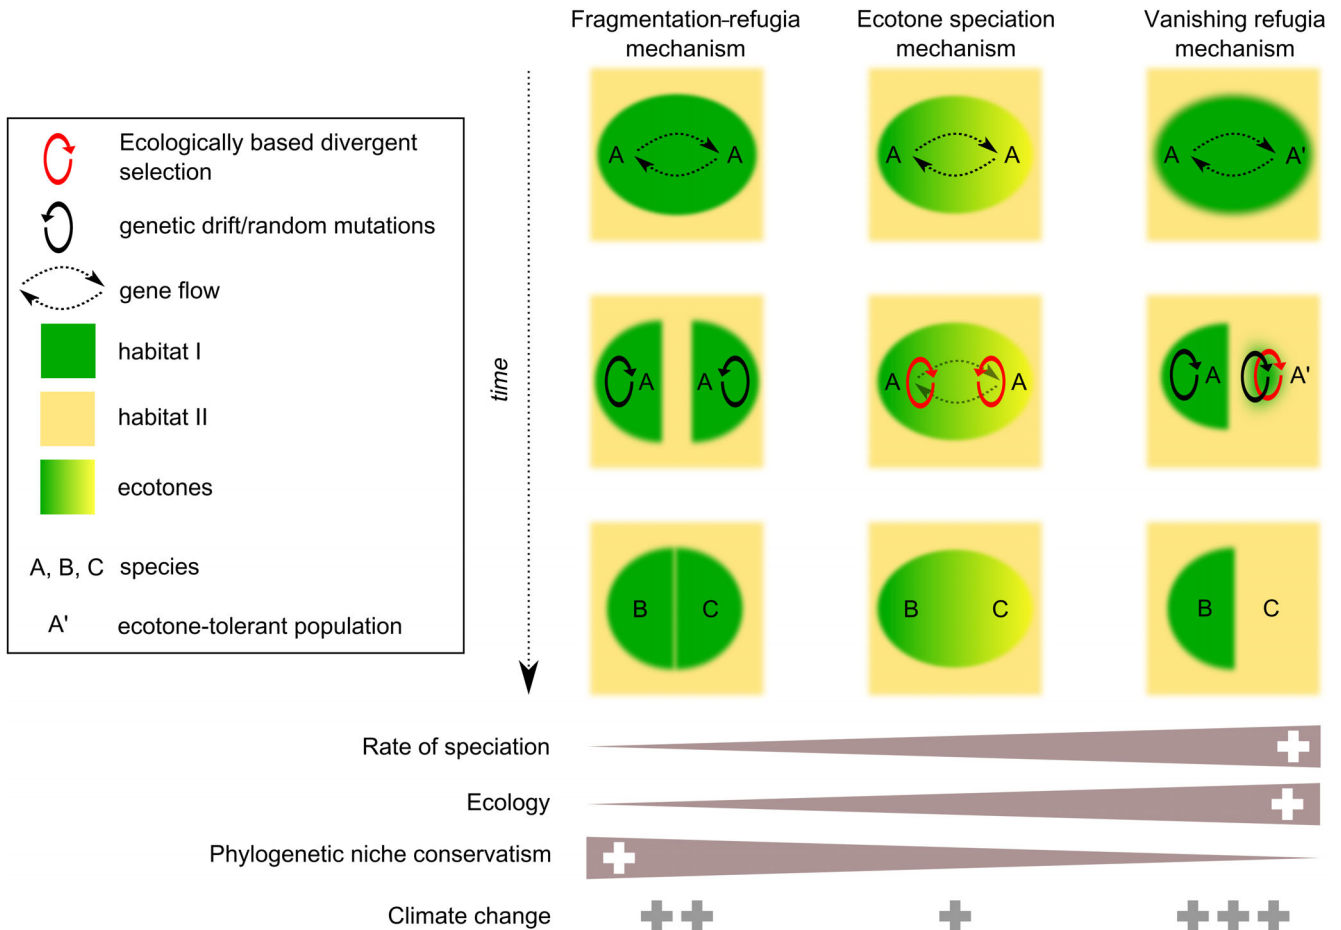 Fragmentation-refugia
mechanism
Ecotone speciation
mechanism
Vanishing refugia
mechanism
Ecologically based divergent
selection
genetic drift/random mutations
gene flow
habitat I
habitat II
ecotones
A, B, C species
A' ecotone-tolerant population
time
A A
A A
A A'
A A
A A
A A'
B C
B C
B C
Rate of speciation
Ecology
Phylogenetic niche conservatism
Climate change